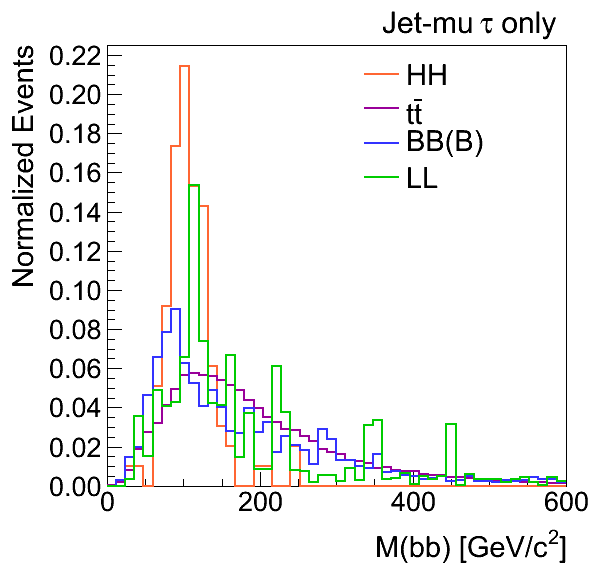 Jet-mu τ only
Normalized Events
0.22
0.20
0.18
0.16
0.14
0.12
0.10
0.08
0.06
0.04
0.02
0.00
HH
tt̄
BB(B)
LL
0
200
400
600
M(bb) [GeV/c²]